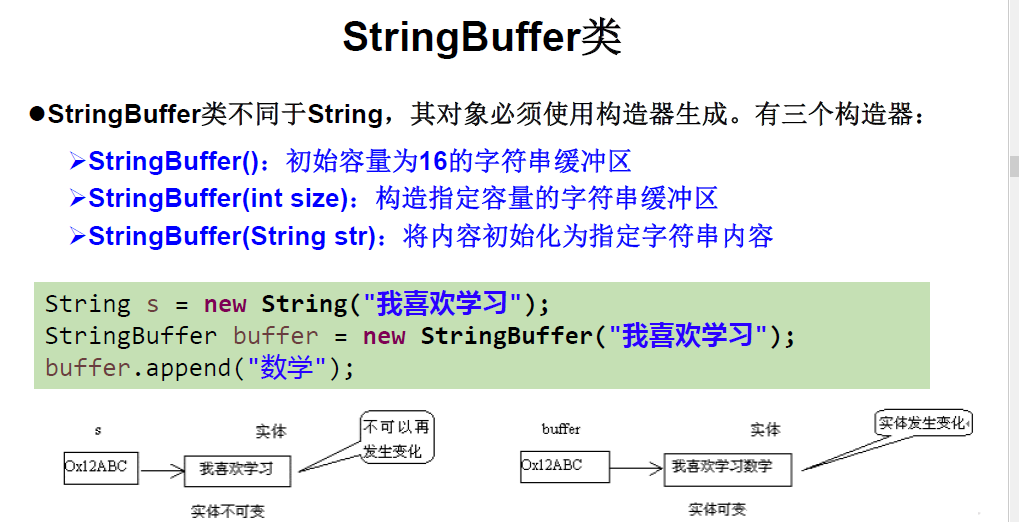 StringBuffer类
●StringBuffer类不同于String，其对象必须使用构造器生成。有三个构造器：
➢StringBuffer()：初始容量为16的字符串缓冲区
➢StringBuffer(int size)：构造指定容量的字符串缓冲区
➢StringBuffer(String str)：将内容初始化为指定字符串内容
String s = new String("我喜欢学习");
StringBuffer buffer = new StringBuffer("我喜欢学习");
buffer.append("数学");
s
实体
不可以再
发生变化
0x12ABC
我喜欢学习
实体不可变
buffer
实体
实体发生变化
0x12ABC
我喜欢学习数学
实体可变